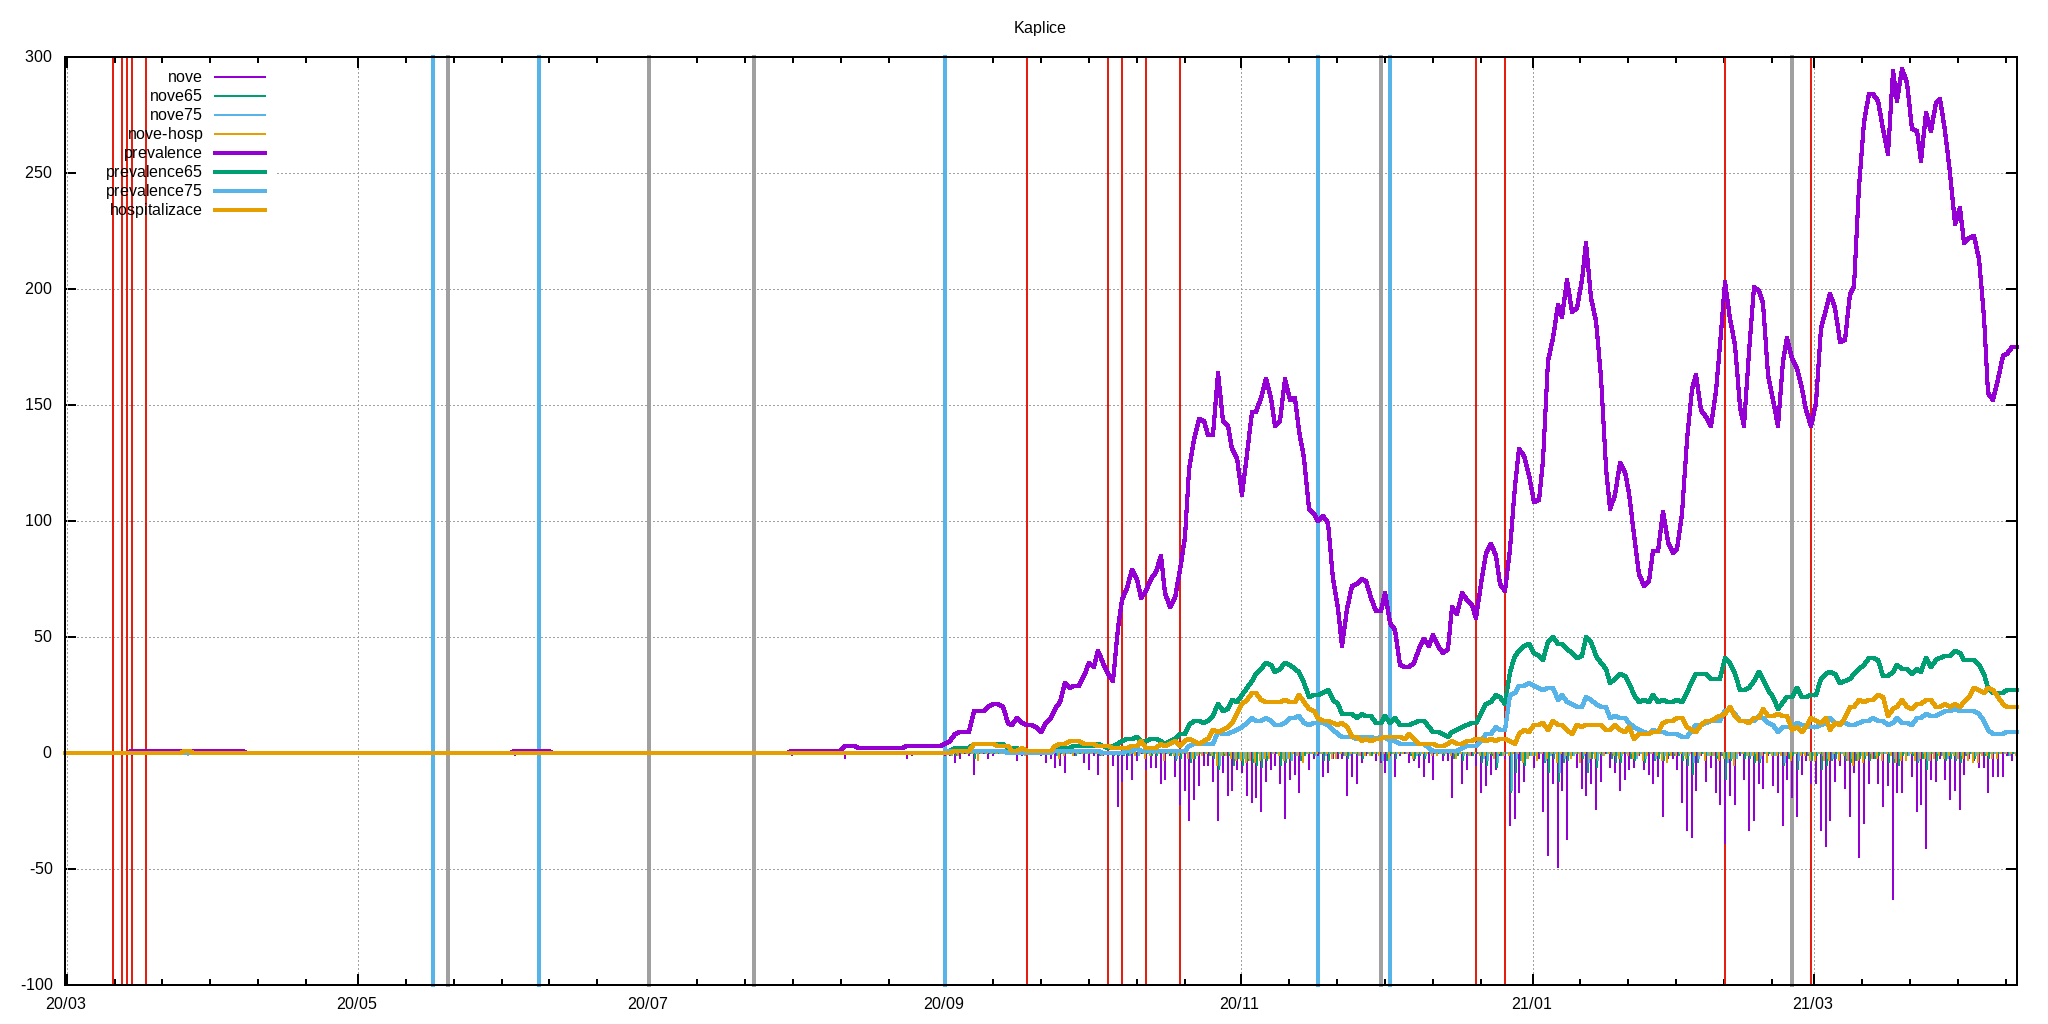 Kaplice
300
250
200
150
100
50
0
-50
-100
nove
nove65
nove75
nove-hosp
prevalence
prevalence65
prevalence75
hospitalizace
20/03 20/05 20/07 20/09 20/11 21/01 21/03